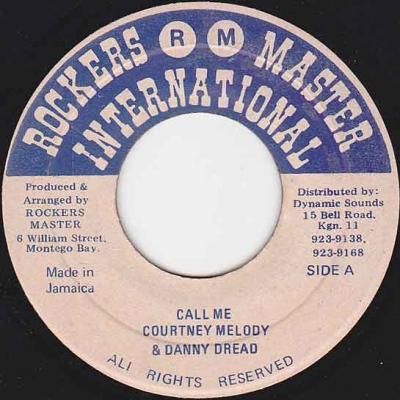 ROCKERS R M MASTER
INTERNATIONAL
Produced &
Arranged by
ROCKERS
MASTER
6 William Street,
Montego Bay.
Made in
Jamaica
Distributed by:
Dynamic Sounds
15 Bell Road,
Kgn. 11
923-9138,
923-9168
SIDE A
CALL ME
COURTNEY MELODY
& DANNY DREAD
ALL RIGHTS RESERVED